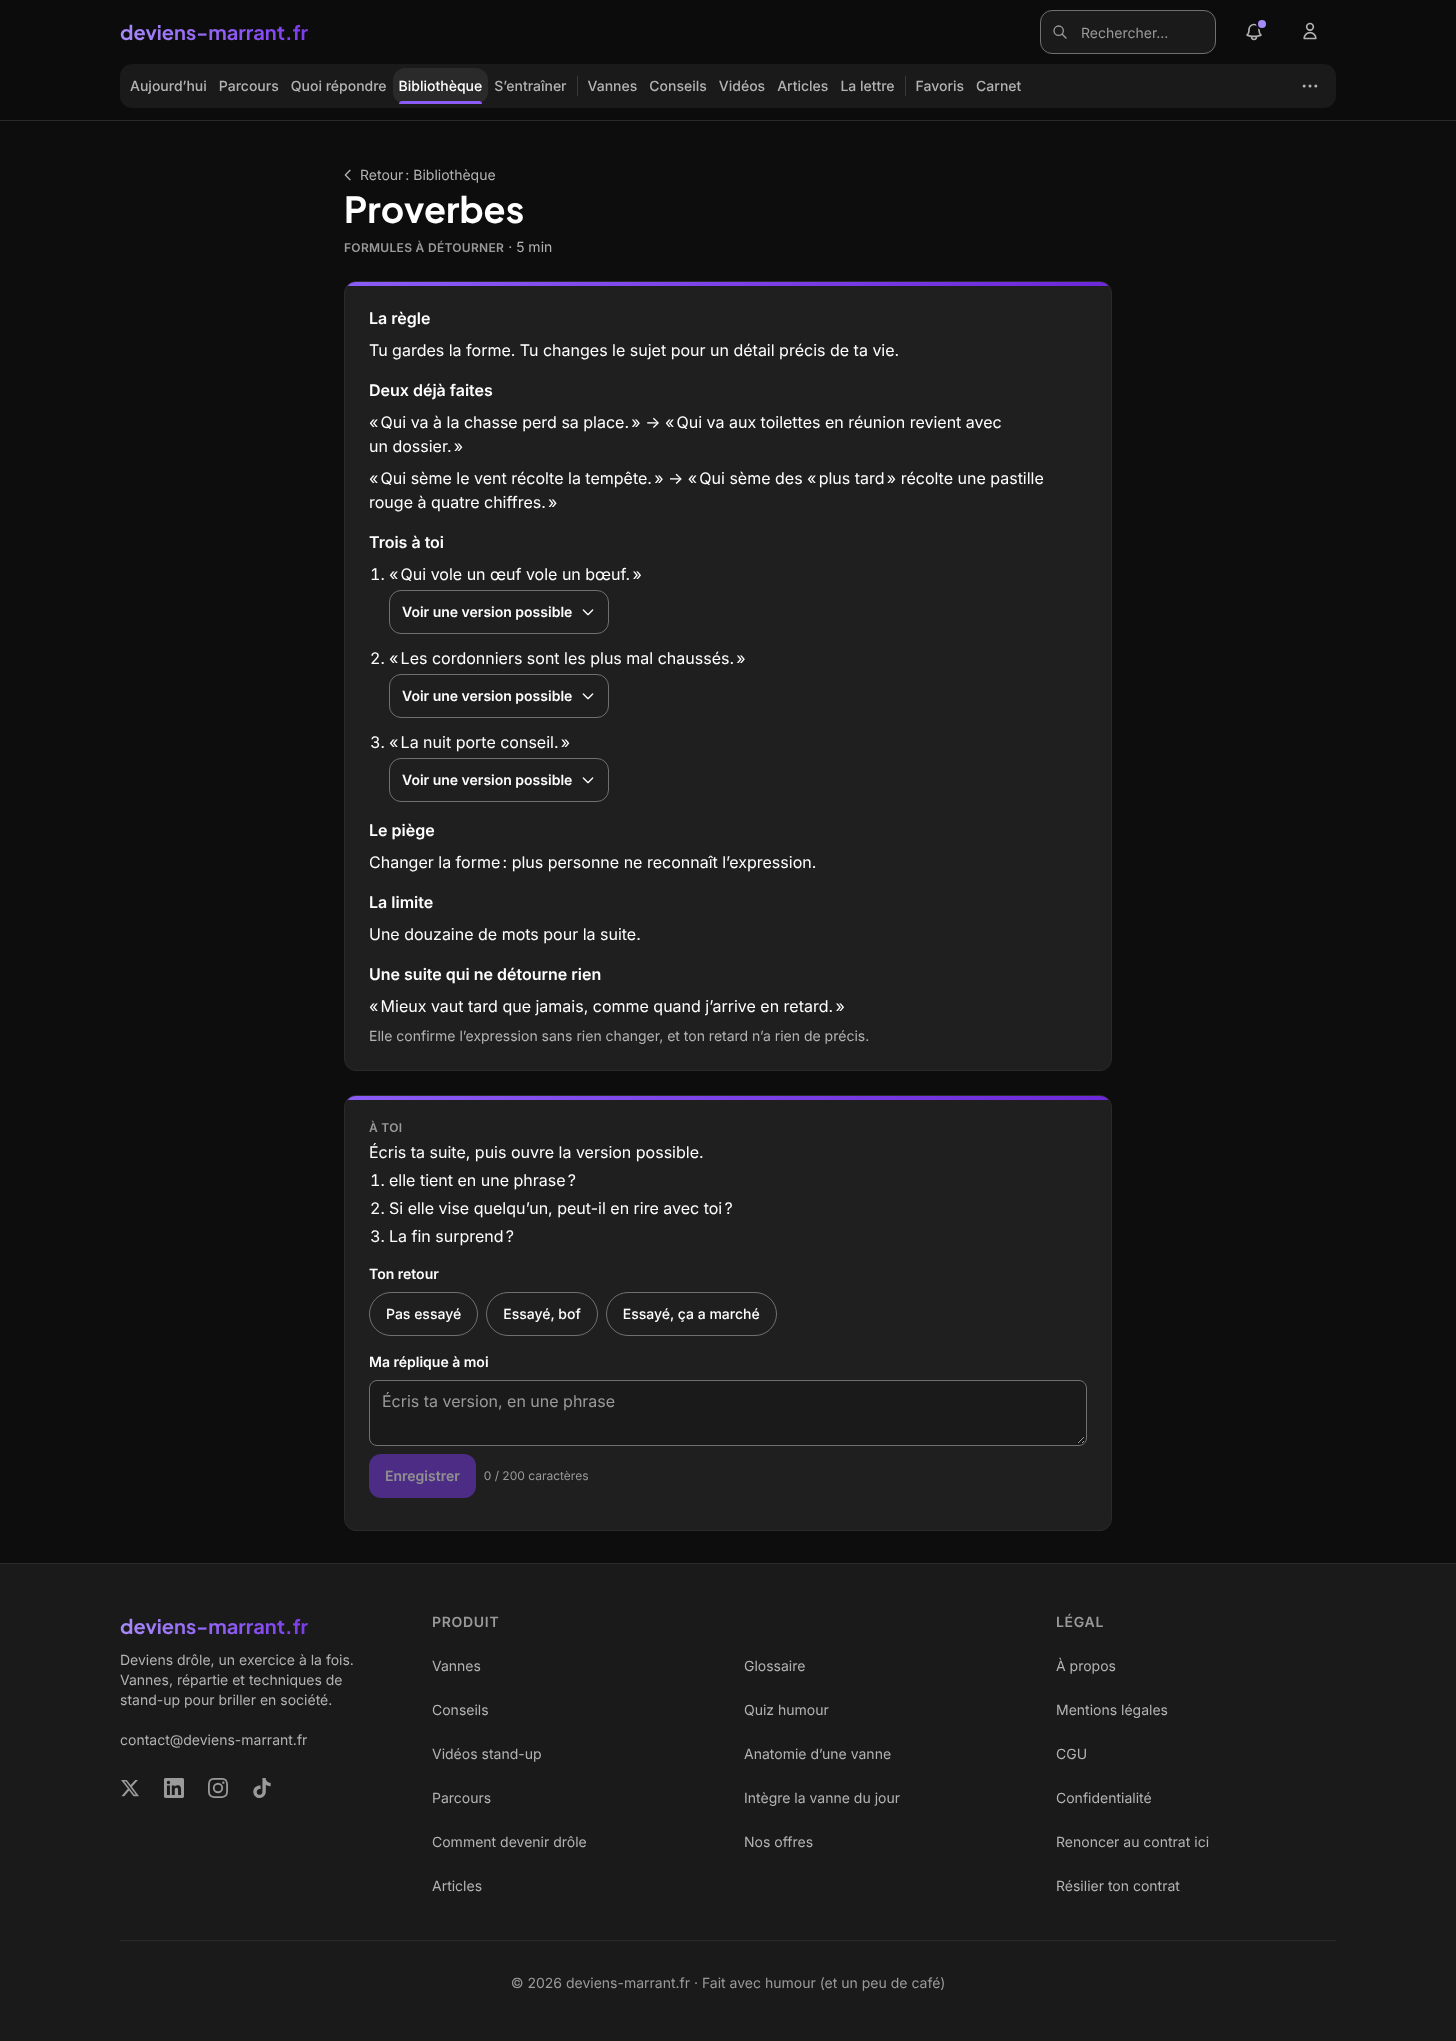 deviens-marrant.fr
Rechercher...
Aujourd’hui Parcours Quoi répondre Bibliothèque S’entraîner Vannes Conseils Vidéos Articles La lettre Favoris Carnet
Retour : Bibliothèque
Proverbes
FORMULES À DÉTOURNER · 5 min
La règle
Tu gardes la forme. Tu changes le sujet pour un détail précis de ta vie.
Deux déjà faites
« Qui va à la chasse perd sa place. » → « Qui va aux toilettes en réunion revient avec
un dossier. »
« Qui sème le vent récolte la tempête. » → « Qui sème des « plus tard » récolte une pastille
rouge à quatre chiffres. »
Trois à toi
1. « Qui vole un œuf vole un bœuf. »
Voir une version possible
2. « Les cordonniers sont les plus mal chaussés. »
Voir une version possible
3. « La nuit porte conseil. »
Voir une version possible
Le piège
Changer la forme : plus personne ne reconnaît l’expression.
La limite
Une douzaine de mots pour la suite.
Une suite qui ne détourne rien
« Mieux vaut tard que jamais, comme quand j’arrive en retard. »
Elle confirme l’expression sans rien changer, et ton retard n’a rien de précis.
À TOI
Écris ta suite, puis ouvre la version possible.
1. elle tient en une phrase ?
2. Si elle vise quelqu’un, peut-il en rire avec toi ?
3. La fin surprend ?
Ton retour
Pas essayé Essayé, bof Essayé, ça a marché
Ma réplique à moi
Écris ta version, en une phrase
Enregistrer 0 / 200 caractères
deviens-marrant.fr
Deviens drôle, un exercice à la fois.
Vannes, répartie et techniques de
stand-up pour briller en société.
contact@deviens-marrant.fr
PRODUIT
Vannes
Conseils
Vidéos stand-up
Parcours
Comment devenir drôle
Articles
Glossaire
Quiz humour
Anatomie d’une vanne
Intègre la vanne du jour
Nos offres
LÉGAL
À propos
Mentions légales
CGU
Confidentialité
Renoncer au contrat ici
Résilier ton contrat
© 2026 deviens-marrant.fr · Fait avec humour (et un peu de café)